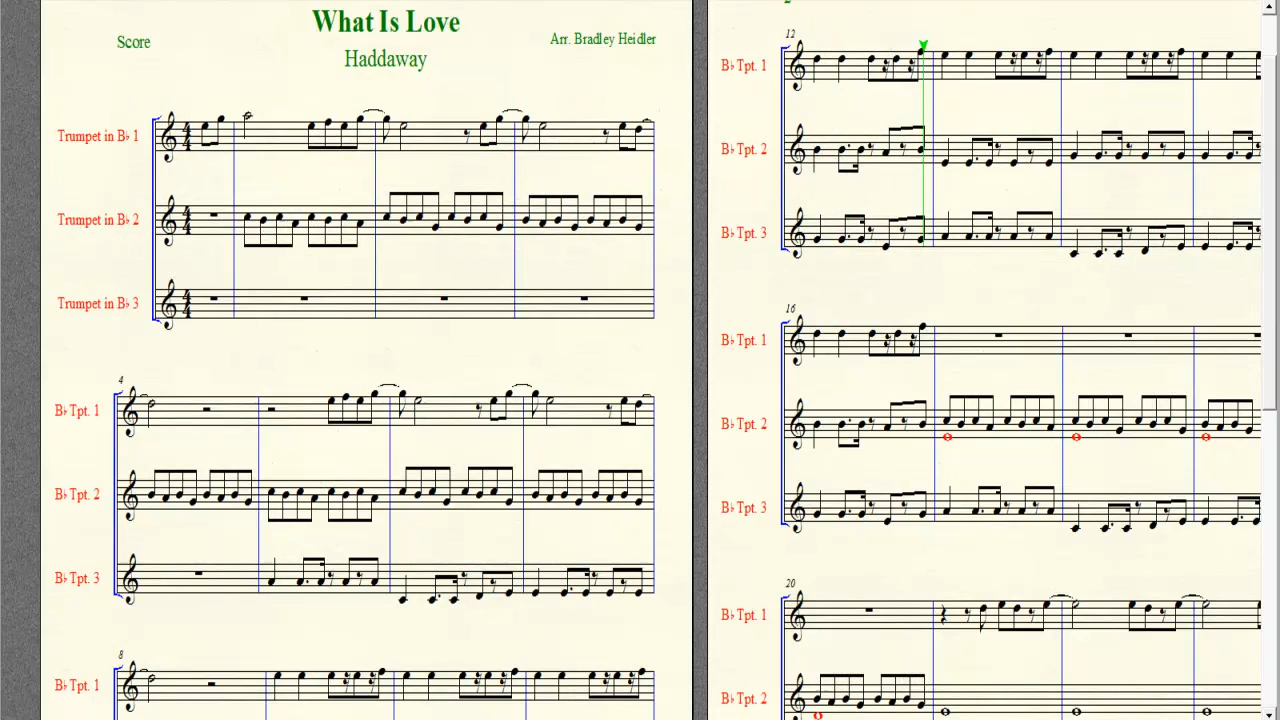 What Is Love
Score
Arr. Bradley Heidler
Haddaway
Trumpet in B♭ 1
Trumpet in B♭ 2
Trumpet in B♭ 3
4
B♭ Tpt. 1
B♭ Tpt. 2
B♭ Tpt. 3
8
B♭ Tpt. 1
12
B♭ Tpt. 1
B♭ Tpt. 2
B♭ Tpt. 3
16
B♭ Tpt. 1
B♭ Tpt. 2
B♭ Tpt. 3
20
B♭ Tpt. 1
B♭ Tpt. 2